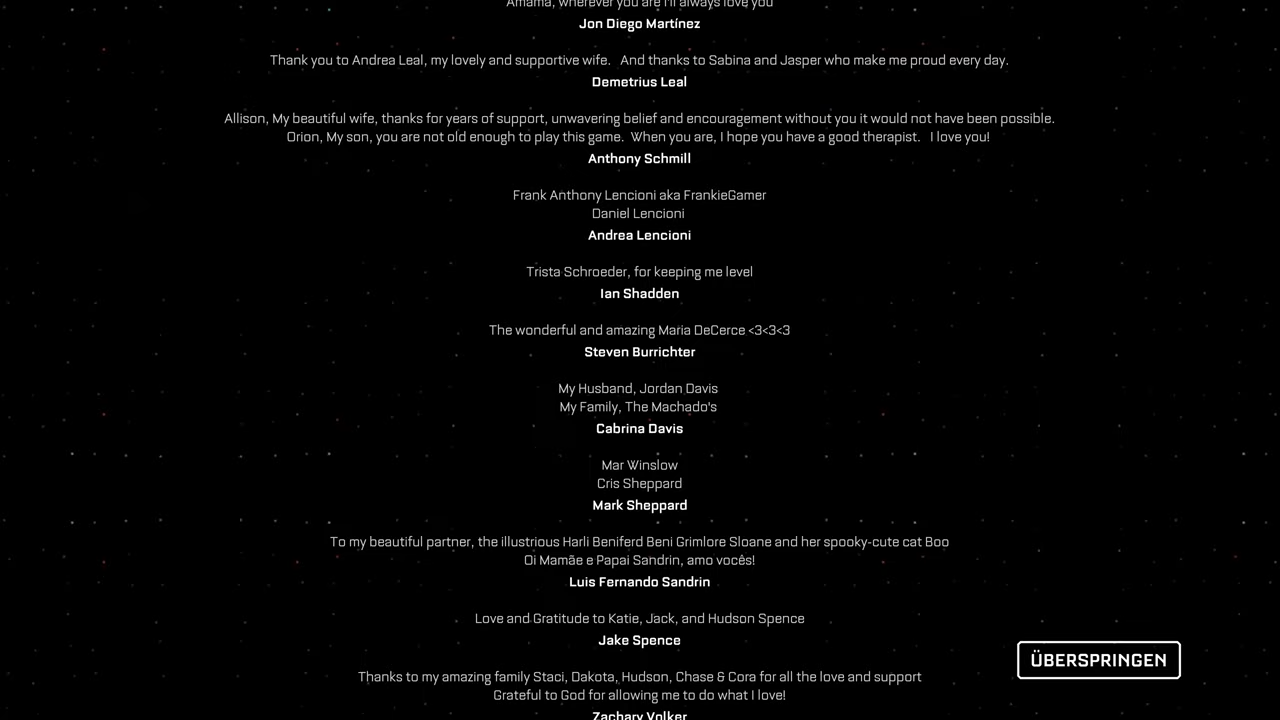 Amama, wherever you are I'll always love you
Jon Diego Martínez
Thank you to Andrea Leal, my lovely and supportive wife.   And thanks to Sabina and Jasper who make me proud every day.
Demetrius Leal
Allison, My beautiful wife, thanks for years of support, unwavering belief and encouragement without you it would not have been possible.
Orion, My son, you are not old enough to play this game.  When you are, I hope you have a good therapist.   I love you!
Anthony Schmill
Frank Anthony Lencioni aka FrankieGamer
Daniel Lencioni
Andrea Lencioni
Trista Schroeder, for keeping me level
Ian Shadden
The wonderful and amazing Maria DeCerce <3<3<3
Steven Burrichter
My Husband, Jordan Davis
My Family, The Machado's
Cabrina Davis
Mar Winslow
Cris Sheppard
Mark Sheppard
To my beautiful partner, the illustrious Harli Beniferd Beni Grimlore Sloane and her spooky-cute cat Boo
Oi Mamãe e Papai Sandrin, amo vocês!
Luis Fernando Sandrin
Love and Gratitude to Katie, Jack, and Hudson Spence
Jake Spence
ÜBERSPRINGEN
Thanks to my amazing family Staci, Dakota, Hudson, Chase & Cora for all the love and support
Grateful to God for allowing me to do what I love!
Zachary Volker